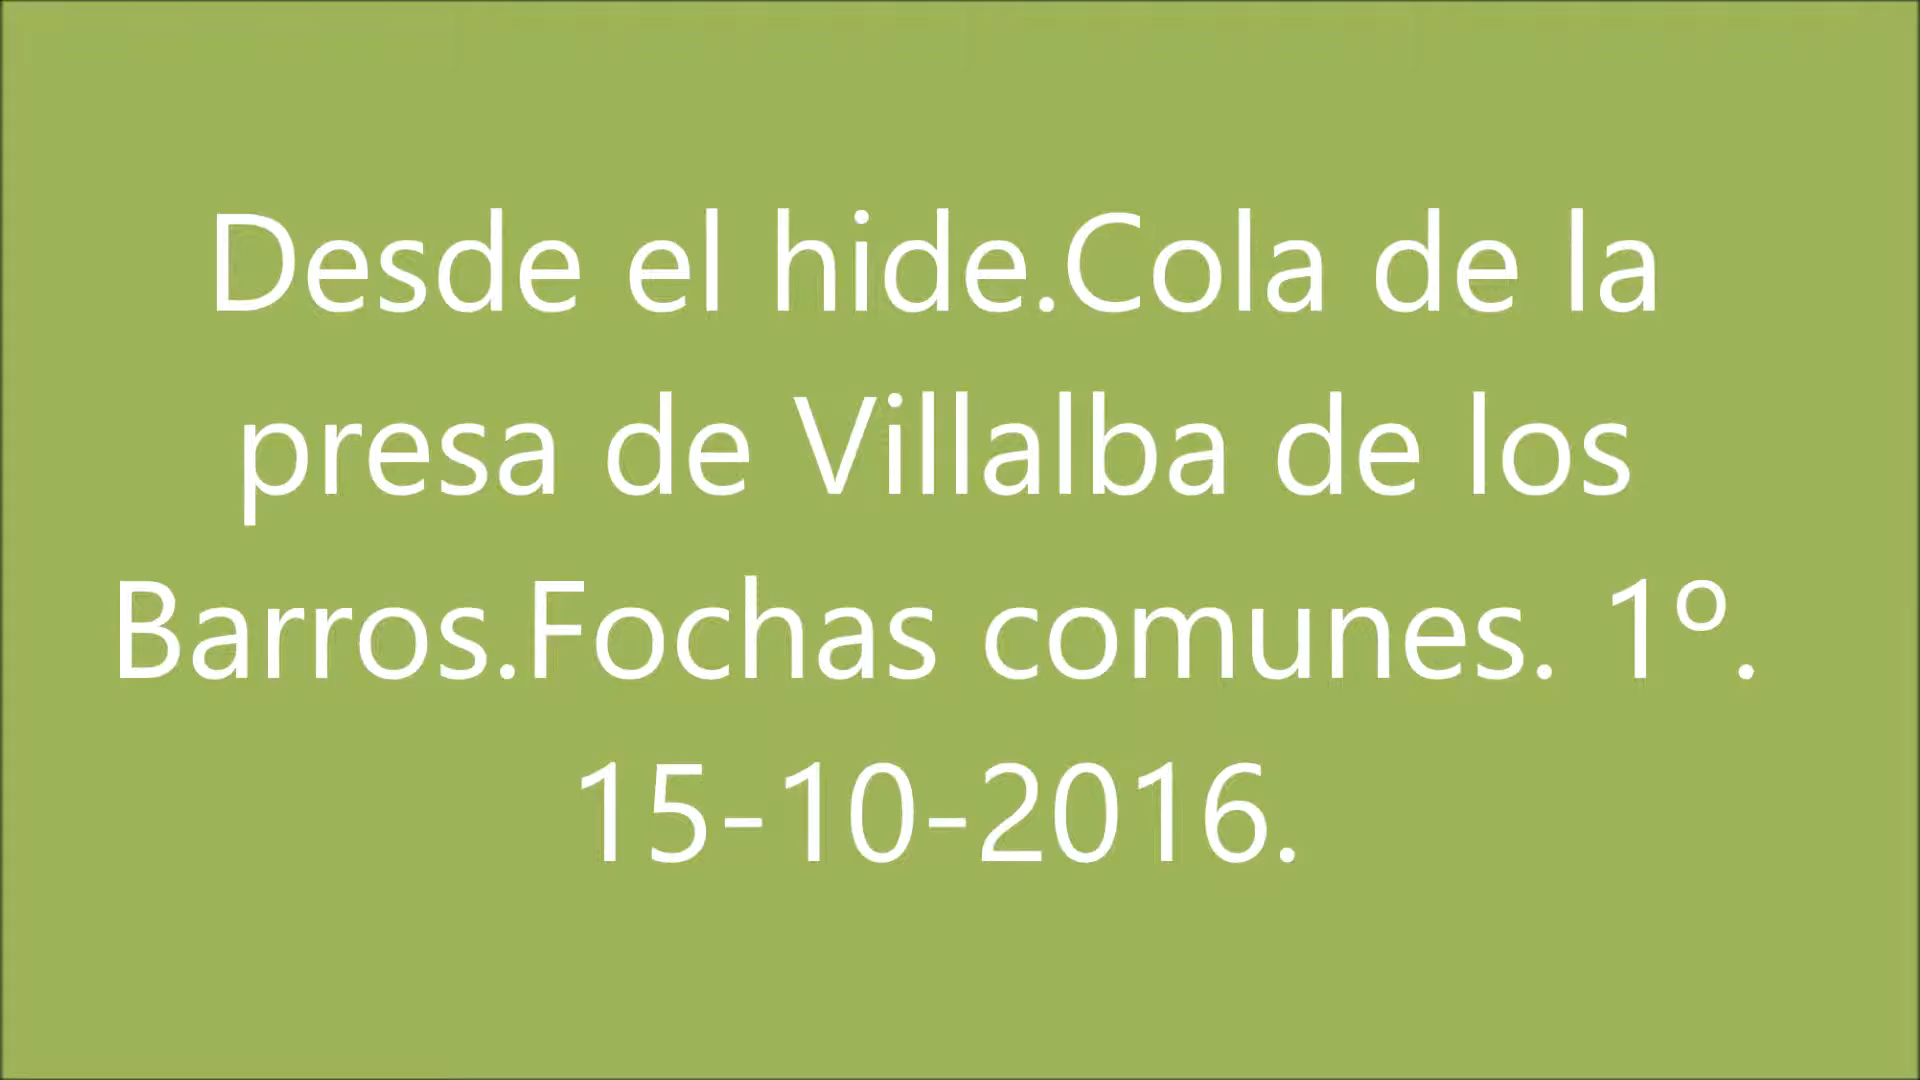 Desde el hide.Cola de la
presa de Villalba de los
Barros.Fochas comunes. 1º.
15-10-2016.